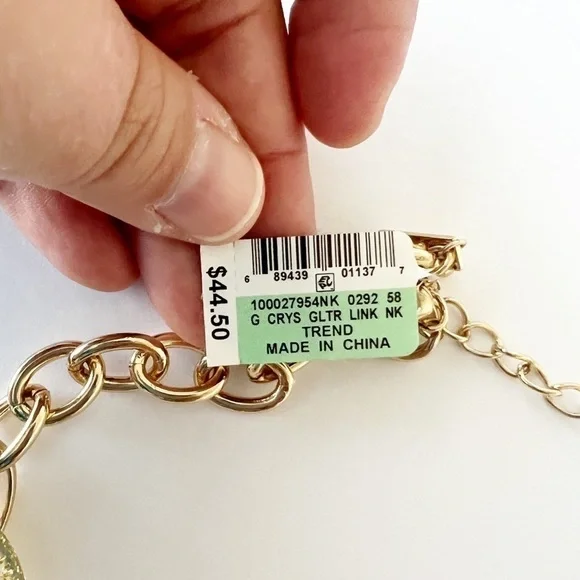 6 89439 01137 7
100027954NK 0292 58
G CRYS GLTR LINK NK
TREND
MADE IN CHINA
$44.50